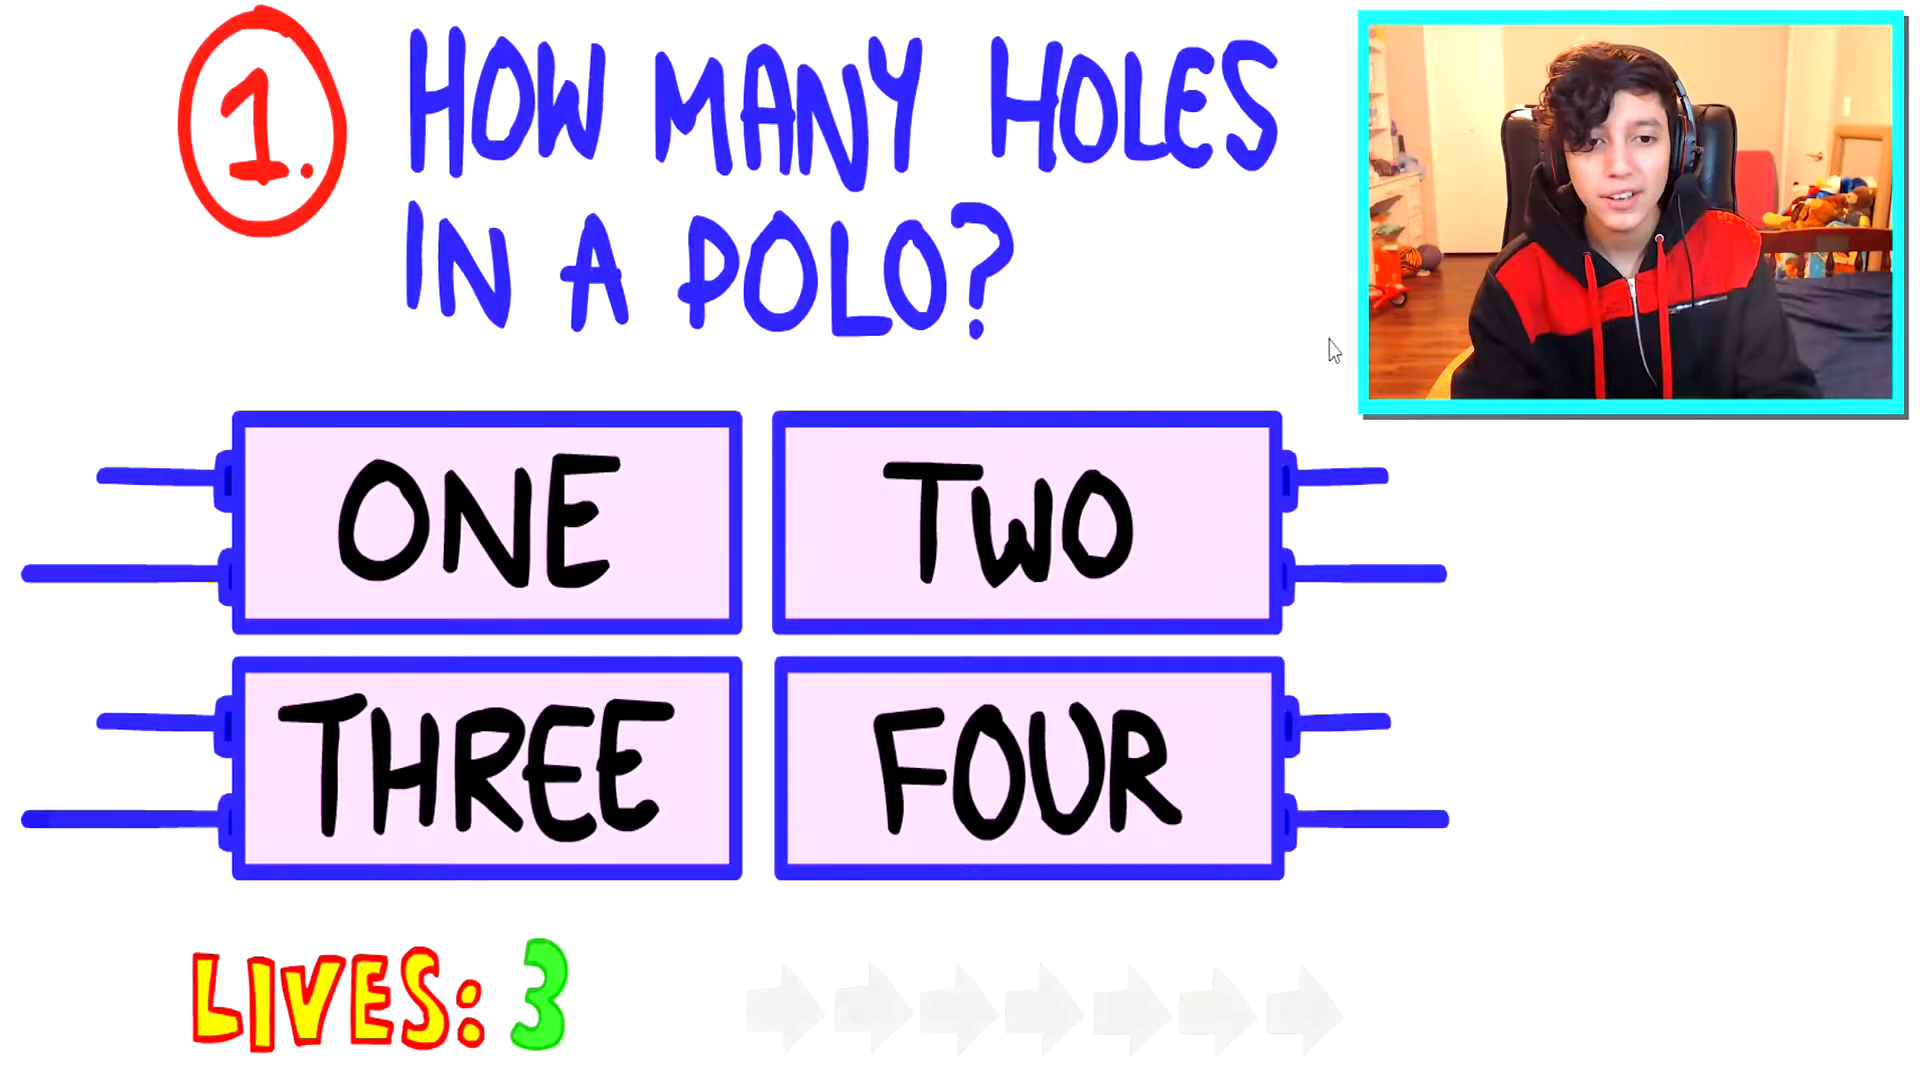 1. HOW MANY HOLES
IN A POLO?
ONE
TWO
THREE
FOUR
LIVES: 3